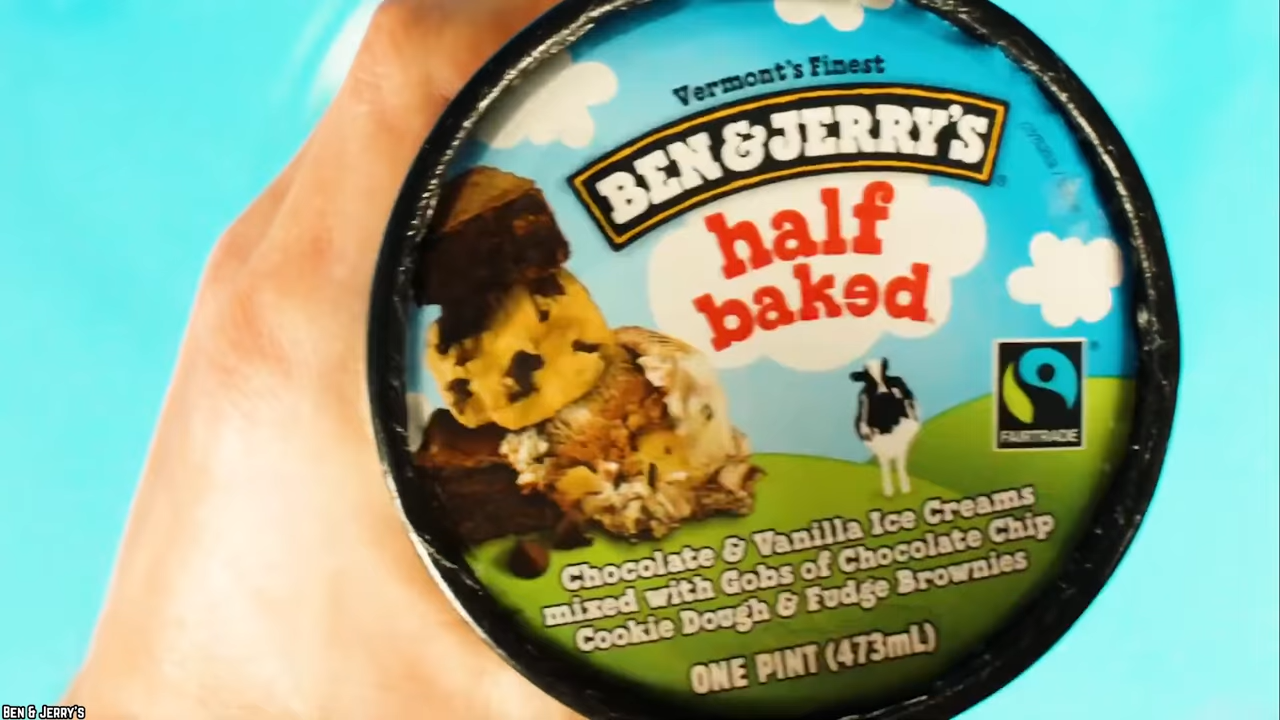 Vermont's Finest
BEN & JERRY'S
half
baked
FAIRTRADE
Chocolate & Vanilla Ice Creams
mixed with Gobs of Chocolate Chip
Cookie Dough & Fudge Brownies
ONE PINT (473mL)
BEN & JERRY'S